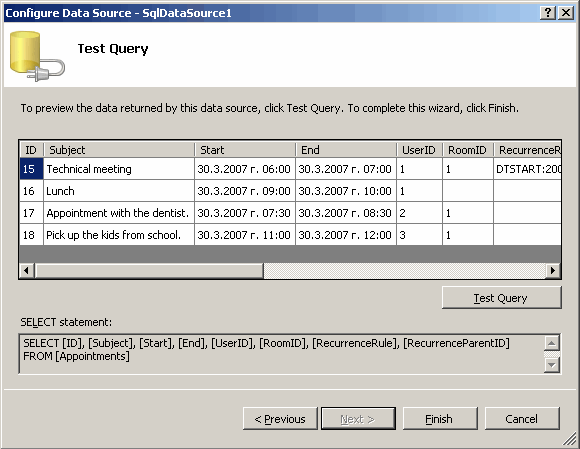 Configure Data Source - SqlDataSource1
Test Query
To preview the data returned by this data source, click Test Query. To complete this wizard, click Finish.
ID Subject Start End UserID RoomID RecurrenceR
15 Technical meeting 30.3.2007 г. 06:00 30.3.2007 г. 07:00 1 1 DTSTART:200
16 Lunch 30.3.2007 г. 09:00 30.3.2007 г. 10:00 1
17 Appointment with the dentist. 30.3.2007 г. 07:30 30.3.2007 г. 08:30 2 1
18 Pick up the kids from school. 30.3.2007 г. 11:00 30.3.2007 г. 12:00 3 1
Test Query
SELECT statement:
SELECT [ID], [Subject], [Start], [End], [UserID], [RoomID], [RecurrenceRule], [RecurrenceParentID]
FROM [Appointments]
< Previous Next > Finish Cancel